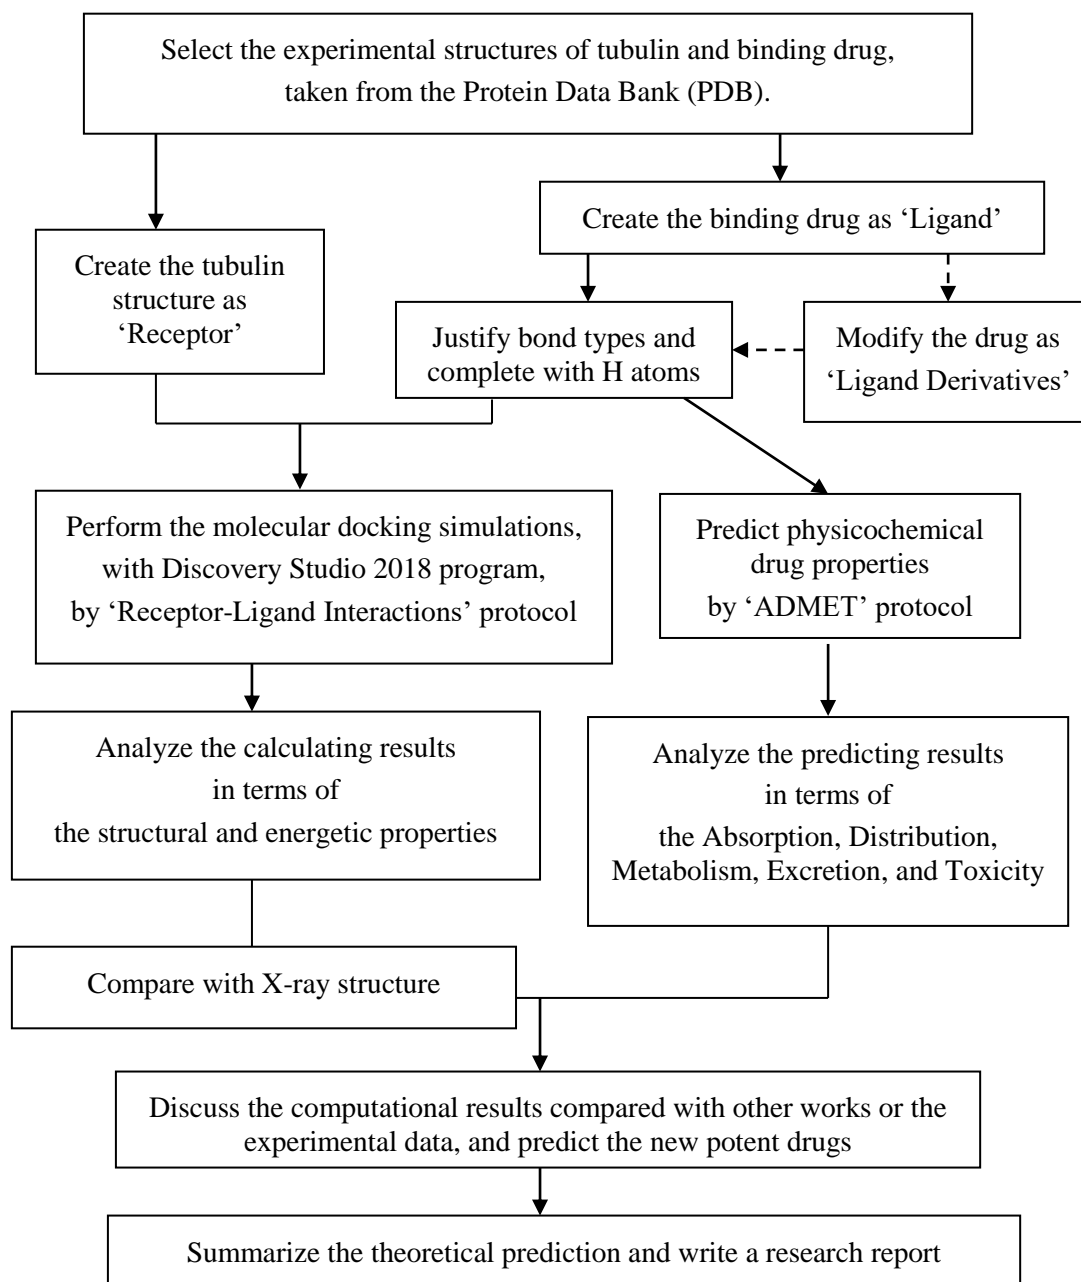 Select the experimental structures of tubulin and binding drug,
taken from the Protein Data Bank (PDB).
Create the binding drug as ‘Ligand’
Create the tubulin
structure as
‘Receptor’
Justify bond types and
complete with H atoms
Modify the drug as
‘Ligand Derivatives’
Perform the molecular docking simulations,
with Discovery Studio 2018 program,
by ‘Receptor-Ligand Interactions’ protocol
Predict physicochemical
drug properties
by ‘ADMET’ protocol
Analyze the calculating results
in terms of
the structural and energetic properties
Analyze the predicting results
in terms of
the Absorption, Distribution,
Metabolism, Excretion, and Toxicity
Compare with X-ray structure
Discuss the computational results compared with other works or the
experimental data, and predict the new potent drugs
Summarize the theoretical prediction and write a research report